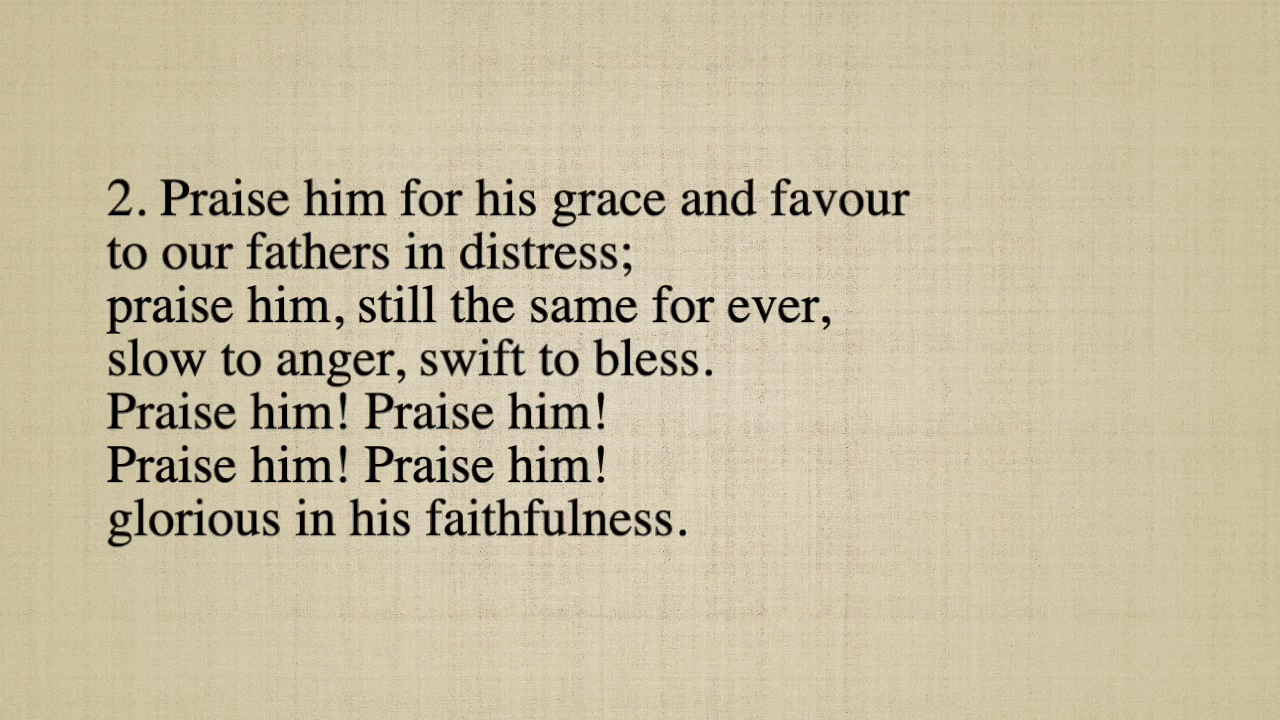 2. Praise him for his grace and favour
to our fathers in distress;
praise him, still the same for ever,
slow to anger, swift to bless.
Praise him! Praise him!
Praise him! Praise him!
glorious in his faithfulness.